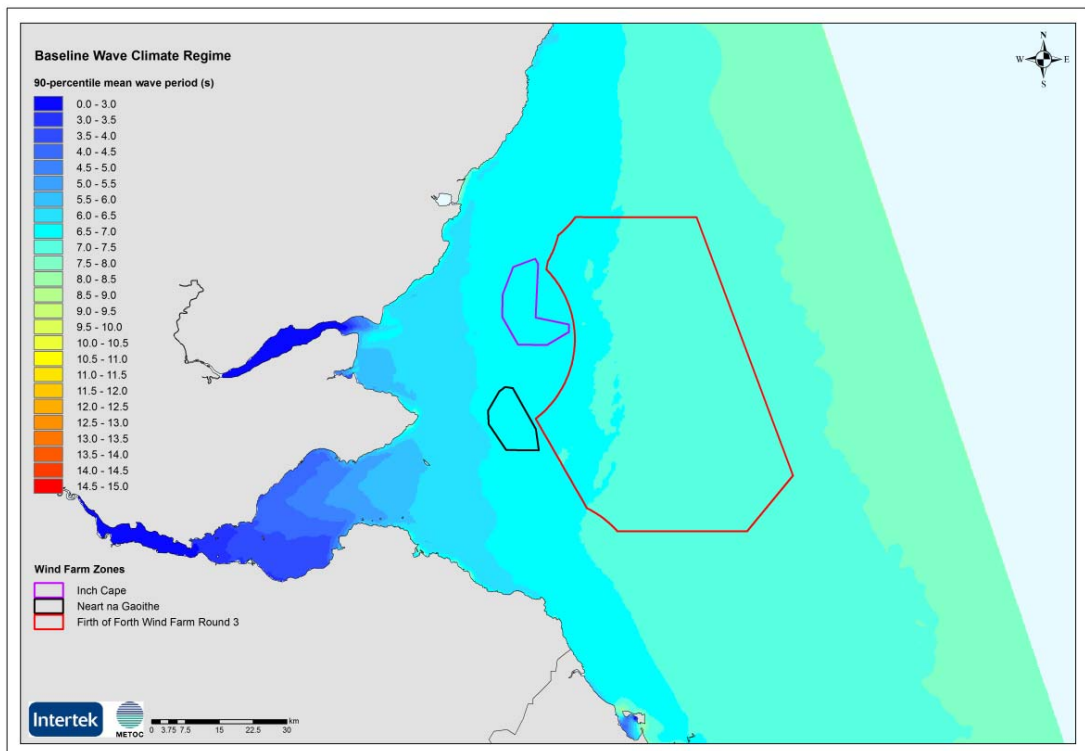 Baseline Wave Climate Regime
90-percentile mean wave period (s)
0.0 - 3.0
3.0 - 3.5
3.5 - 4.0
4.0 - 4.5
4.5 - 5.0
5.0 - 5.5
5.5 - 6.0
6.0 - 6.5
6.5 - 7.0
7.0 - 7.5
7.5 - 8.0
8.0 - 8.5
8.5 - 9.0
9.0 - 9.5
9.5 - 10.0
10.0 - 10.5
10.5 - 11.0
11.0 - 11.5
11.5 - 12.0
12.0 - 12.5
12.5 - 13.0
13.0 - 13.5
13.5 - 14.0
14.0 - 14.5
14.5 - 15.0
Wind Farm Zones
Inch Cape
Neart na Gaoithe
Firth of Forth Wind Farm Round 3
Intertek
METOC
km
0 3.75 7.5 15 22.5 30
N
W E
S